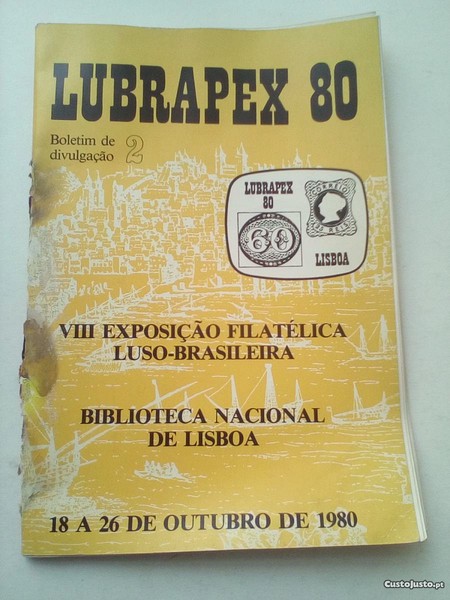 LUBRAPEX 80
Boletim de
divulgação 2
LUBRAPEX
80
CORREIO
60
LISBOA
VIII EXPOSIÇÃO FILATÉLICA
LUSO-BRASILEIRA
BIBLIOTECA NACIONAL
DE LISBOA
18 A 26 DE OUTUBRO DE 1980
Custojusto.pt